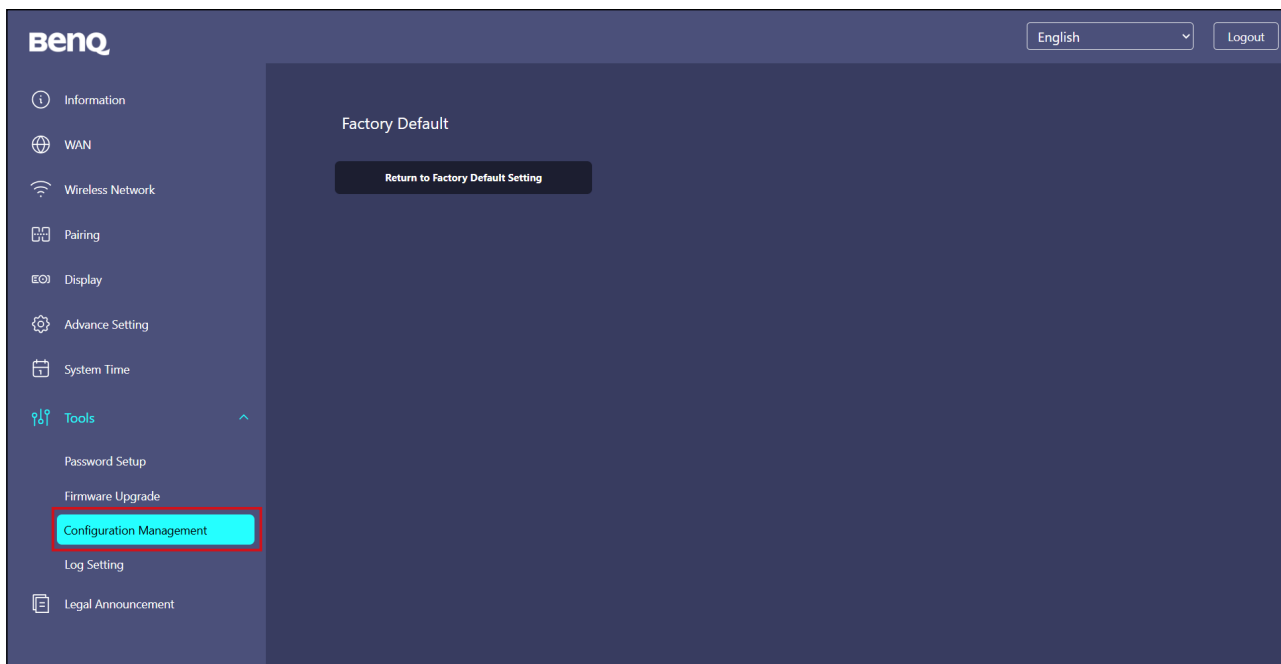 BenQ
English
Logout
Information
WAN
Wireless Network
Pairing
Display
Advance Setting
System Time
1
Tools
Password Setup
Firmware Upgrade
Configuration Management
Log Setting
Legal Announcement
Factory Default
Return to Factory Default Setting